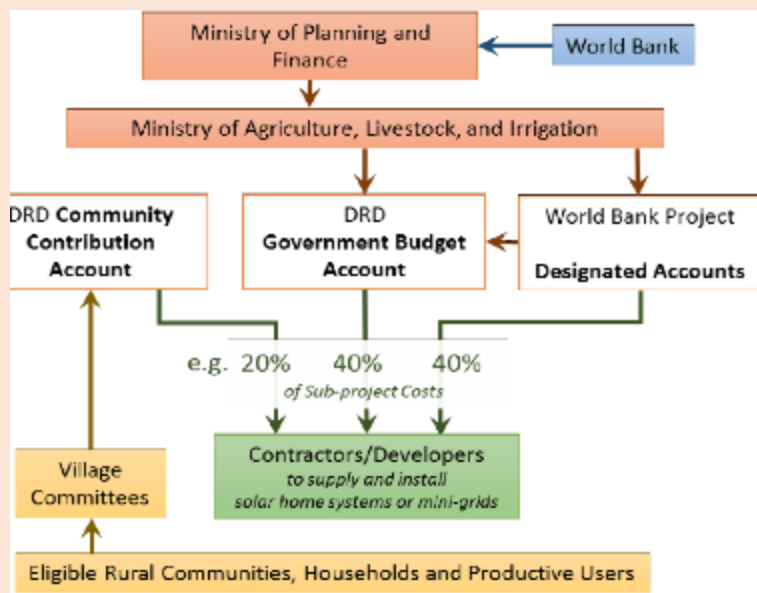 Ministry of Planning and
Finance
World Bank
Ministry of Agriculture, Livestock, and Irrigation
DRD Community
Contribution
Account
DRD
Government Budget
Account
World Bank Project
Designated Accounts
e.g. 20% 40% 40%
of Sub-project Costs
Contractors/Developers
to supply and install
solar home systems or mini-grids
Village
Committees
Eligible Rural Communities, Households and Productive Users